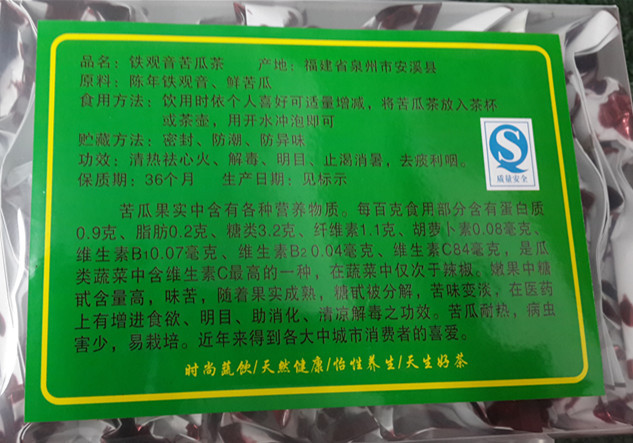 品名：铁观音苦瓜茶　产地：福建省泉州市安溪县
原料：陈年铁观音、鲜苦瓜
食用方法：饮用时依个人喜好可适量增减，将苦瓜茶放入茶杯
或茶壶，用开水冲泡即可
贮藏方法：密封、防潮、防异味
功效：清热祛心火、解毒、明目、止渴消暑，去痰利咽。
保质期：36个月　生产日期：见标示
质量安全
苦瓜果实中含有各种营养物质。每百克食用部分含有蛋白质
0.9克、脂肪0.2克、糖类3.2克、纤维素1.1克、胡萝卜素0.08毫克、
维生素B1 0.07毫克、维生素B2 0.04毫克、维生素C84毫克，是瓜
类蔬菜中含维生素C最高的一种，在蔬菜中仅次于辣椒。嫩果中糖
甙含量高，味苦，随着果实成熟，糖甙被分解，苦味变淡，在医药
上有增进食欲、明目、助消化、清凉解毒之功效。苦瓜耐热，病虫
害少，易栽培。近年来得到各大中城市消费者的喜爱。
时尚蔬饮/天然健康/怡性养生/天生好茶